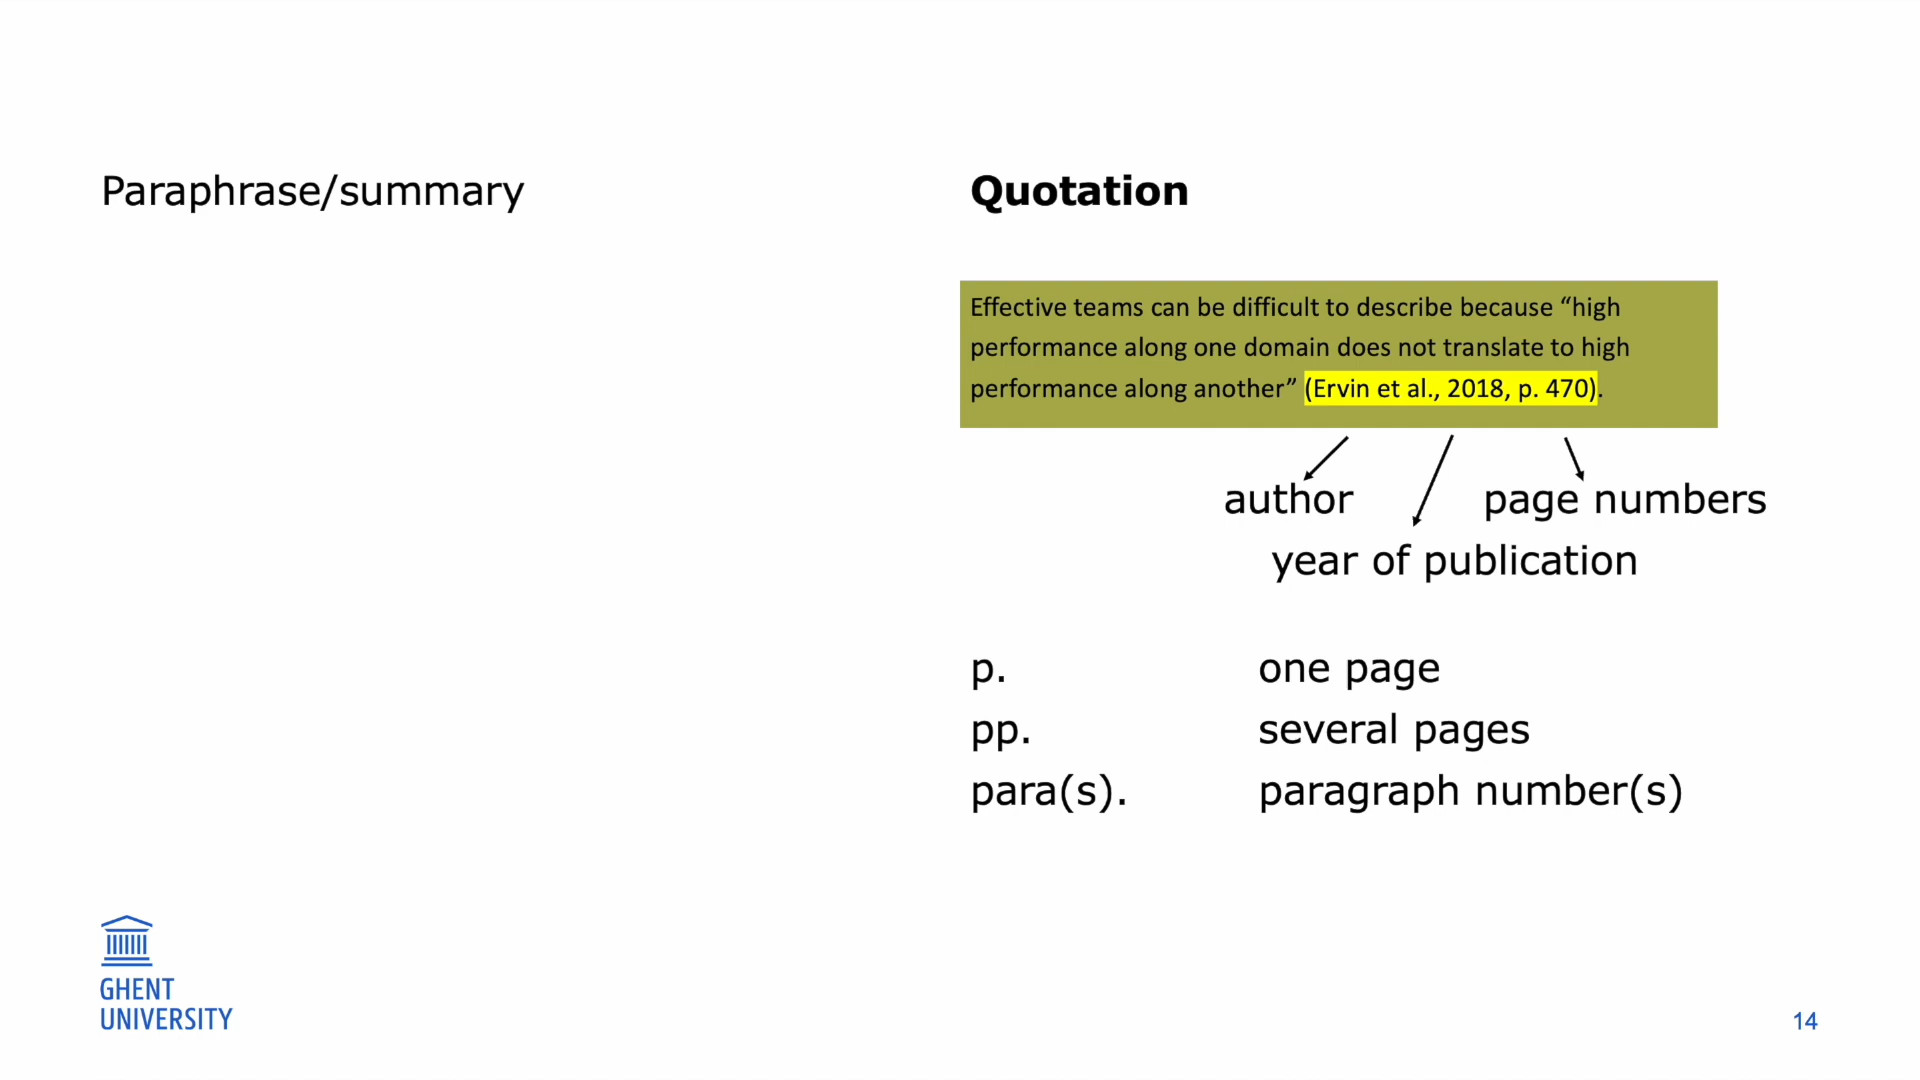 Paraphrase/summary
Quotation
Effective teams can be difficult to describe because “high
performance along one domain does not translate to high
performance along another” (Ervin et al., 2018, p. 470).
author
page numbers
year of publication
p. one page
pp. several pages
para(s). paragraph number(s)
GHENT
UNIVERSITY
14